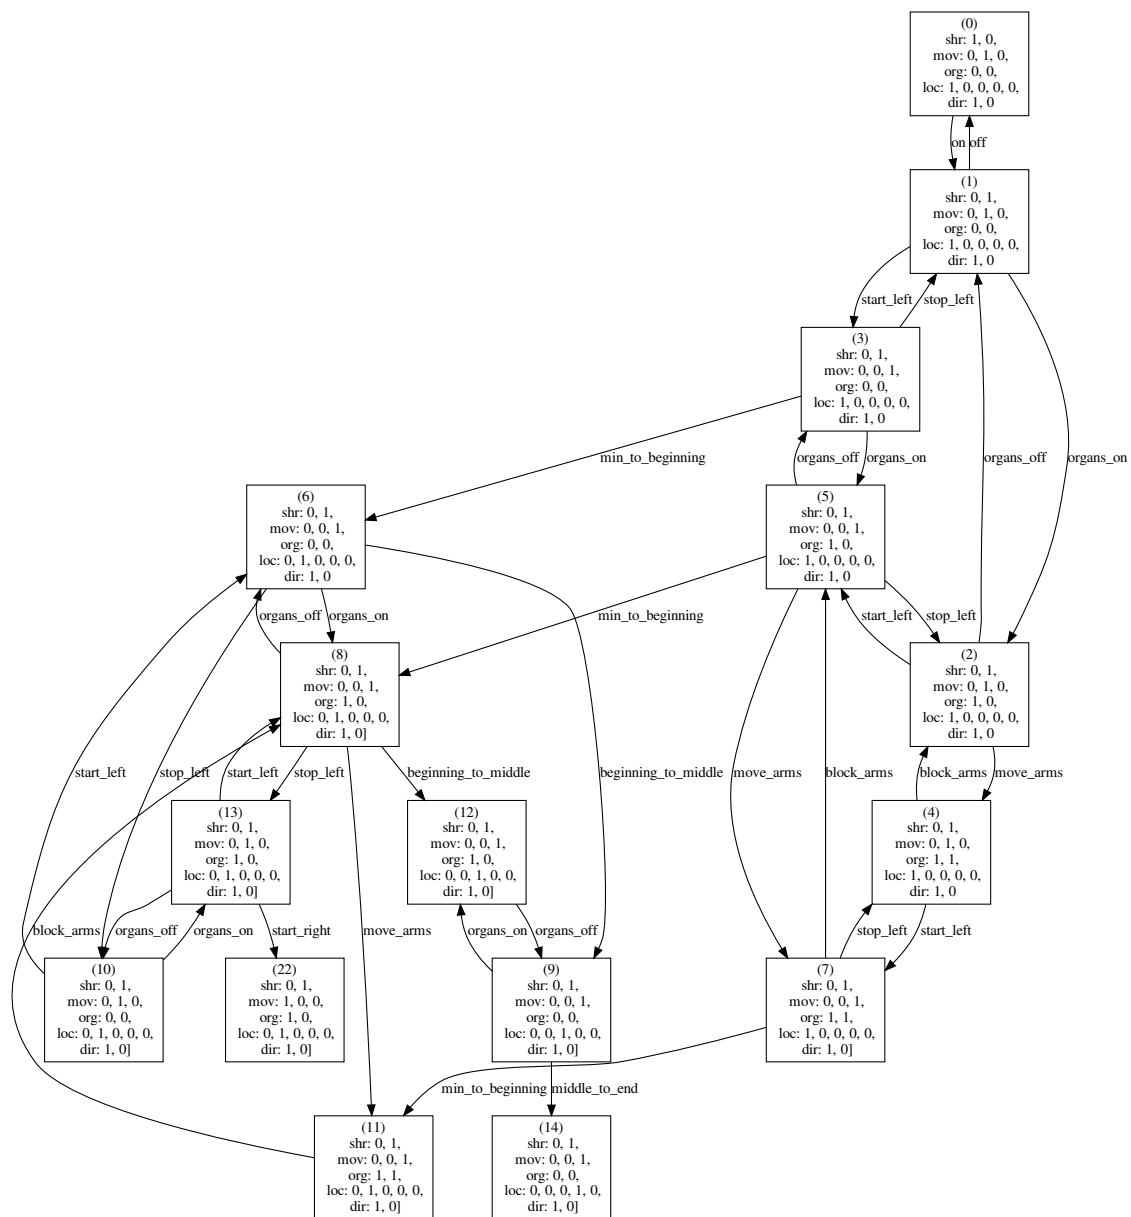 (0)
shr: 1, 0,
mov: 0, 1, 0,
org: 0, 0,
loc: 1, 0, 0, 0, 0,
dir: 1, 0
on off
(1)
shr: 0, 1,
mov: 0, 1, 0,
org: 0, 0,
loc: 1, 0, 0, 0, 0,
dir: 1, 0
start_left stop_left
(3)
shr: 0, 1,
mov: 0, 0, 1,
org: 0, 0,
loc: 1, 0, 0, 0, 0,
dir: 1, 0
min_to_beginning organs_off organs_on organs_off organs_on
(6)
shr: 0, 1,
mov: 0, 0, 1,
org: 0, 0,
loc: 0, 1, 0, 0, 0,
dir: 1, 0
(5)
shr: 0, 1,
mov: 0, 0, 1,
org: 1, 0,
loc: 1, 0, 0, 0, 0,
dir: 1, 0
organs_off organs_on min_to_beginning start_left stop_left
(8)
shr: 0, 1,
mov: 0, 0, 1,
org: 1, 0,
loc: 0, 1, 0, 0, 0,
dir: 1, 0]
(2)
shr: 0, 1,
mov: 0, 1, 0,
org: 1, 0,
loc: 1, 0, 0, 0, 0,
dir: 1, 0
start_left stop_left start_left stop_left beginning_to_middle beginning_to_middle move_arms block_arms block_arms move_arms
(13)
shr: 0, 1,
mov: 0, 1, 0,
org: 1, 0,
loc: 0, 1, 0, 0, 0,
dir: 1, 0]
(12)
shr: 0, 1,
mov: 0, 0, 1,
org: 1, 0,
loc: 0, 0, 1, 0, 0,
dir: 1, 0]
(4)
shr: 0, 1,
mov: 0, 1, 0,
org: 1, 1,
loc: 1, 0, 0, 0, 0,
dir: 1, 0
block_arms organs_off organs_on start_right move_arms organs_on organs_off stop_left start_left
(10)
shr: 0, 1,
mov: 0, 1, 0,
org: 0, 0,
loc: 0, 1, 0, 0, 0,
dir: 1, 0]
(22)
shr: 0, 1,
mov: 1, 0, 0,
org: 1, 0,
loc: 0, 1, 0, 0, 0,
dir: 1, 0]
(9)
shr: 0, 1,
mov: 0, 0, 1,
org: 0, 0,
loc: 0, 0, 1, 0, 0,
dir: 1, 0]
(7)
shr: 0, 1,
mov: 0, 0, 1,
org: 1, 1,
loc: 1, 0, 0, 0, 0,
dir: 1, 0]
min_to_beginning middle_to_end
(11)
shr: 0, 1,
mov: 0, 0, 1,
org: 1, 1,
loc: 0, 1, 0, 0, 0,
dir: 1, 0]
(14)
shr: 0, 1,
mov: 0, 0, 1,
org: 0, 0,
loc: 0, 0, 0, 1, 0,
dir: 1, 0]